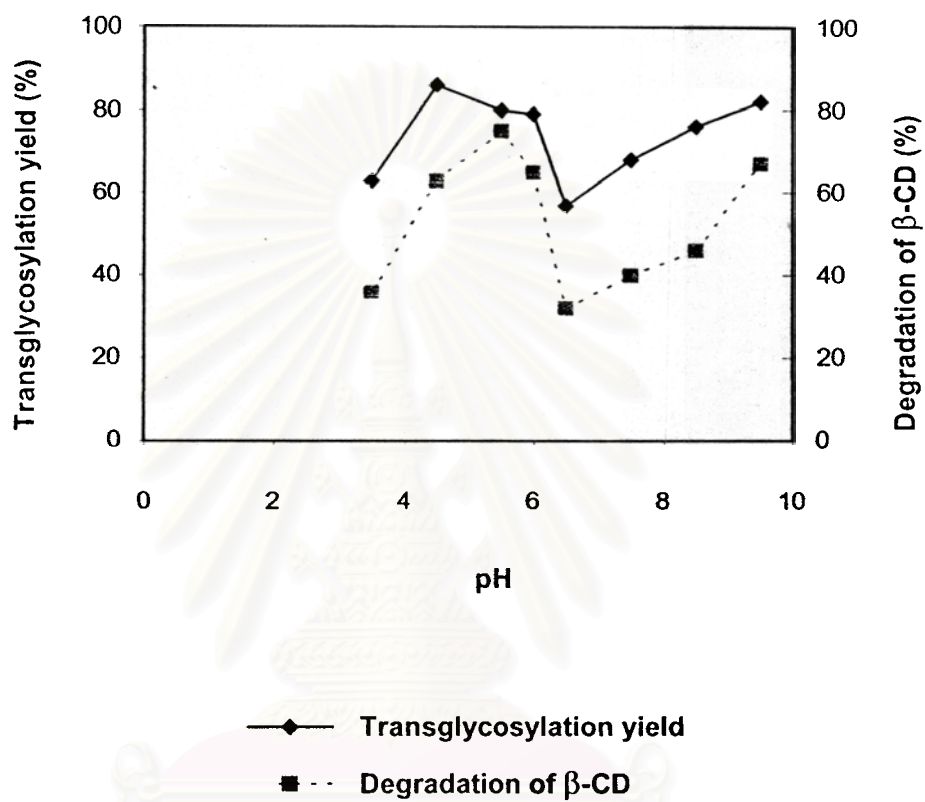 Transglycosylation yield (%)
100
80
60
40
20
0
100
80
60
40
20
0
Degradation of β-CD (%)
0 2 4 6 8 10
pH
Transglycosylation yield
Degradation of β-CD